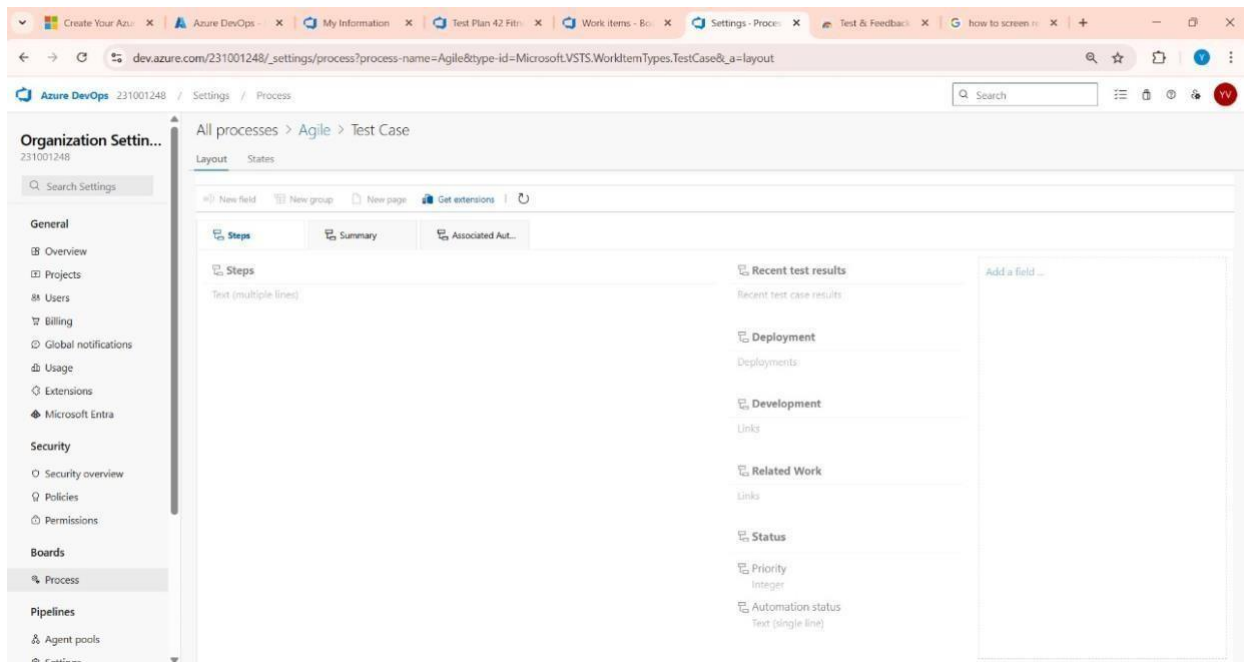 Create Your Azu
Azure DevOps -
My Information
Test Plan 42 Fitn
Work items - Bo
Settings - Proces
Test & Feedback
how to screen r
dev.azure.com/231001248/_settings/process?process-name=Agile&type-id=Microsoft.VSTS.WorkItemTypes.TestCase&_a=layout
Azure DevOps 231001248 / Settings / Process
Search
YV
Organization Settin...
231001248
Search Settings
General
Overview
Projects
Users
Billing
Global notifications
Usage
Extensions
Microsoft Entra
Security
Security overview
Policies
Permissions
Boards
Process
Pipelines
Agent pools
Settings
All processes > Agile > Test Case
Layout States
New field New group New page Get extensions
Steps Summary Associated Aut...
Steps
Text (multiple lines)
Recent test results
Recent test case results
Deployment
Deployments
Development
Links
Related Work
Links
Status
Priority
Integer
Automation status
Text (single line)
Add a field ...